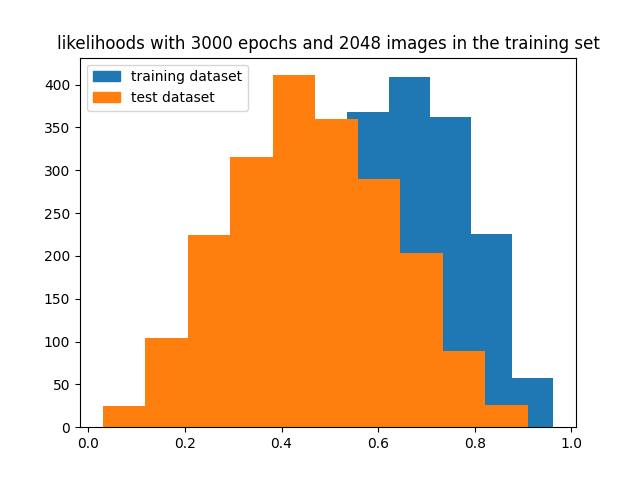 likelihoods with 3000 epochs and 2048 images in the training set
training dataset
test dataset
400
350
300
250
200
150
100
50
0
0.0 0.2 0.4 0.6 0.8 1.0